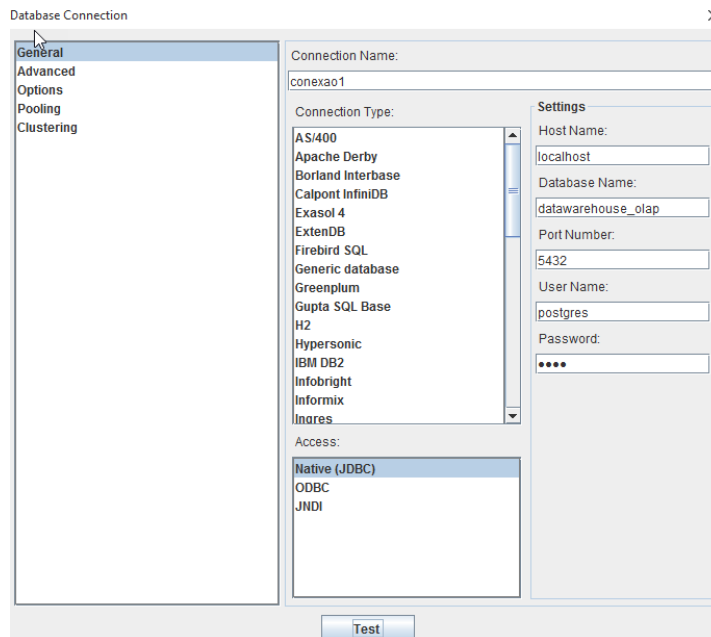 Database Connection
General
Advanced
Options
Pooling
Clustering
Connection Name:
conexao1
Connection Type:
AS/400
Apache Derby
Borland Interbase
Calpont InfiniDB
Exasol 4
ExtenDB
Firebird SQL
Generic database
Greenplum
Gupta SQL Base
H2
Hypersonic
IBM DB2
Infobright
Informix
Ingres
Access:
Native (JDBC)
ODBC
JNDI
Settings
Host Name:
localhost
Database Name:
datawarehouse_olap
Port Number:
5432
User Name:
postgres
Password:
••••
Test